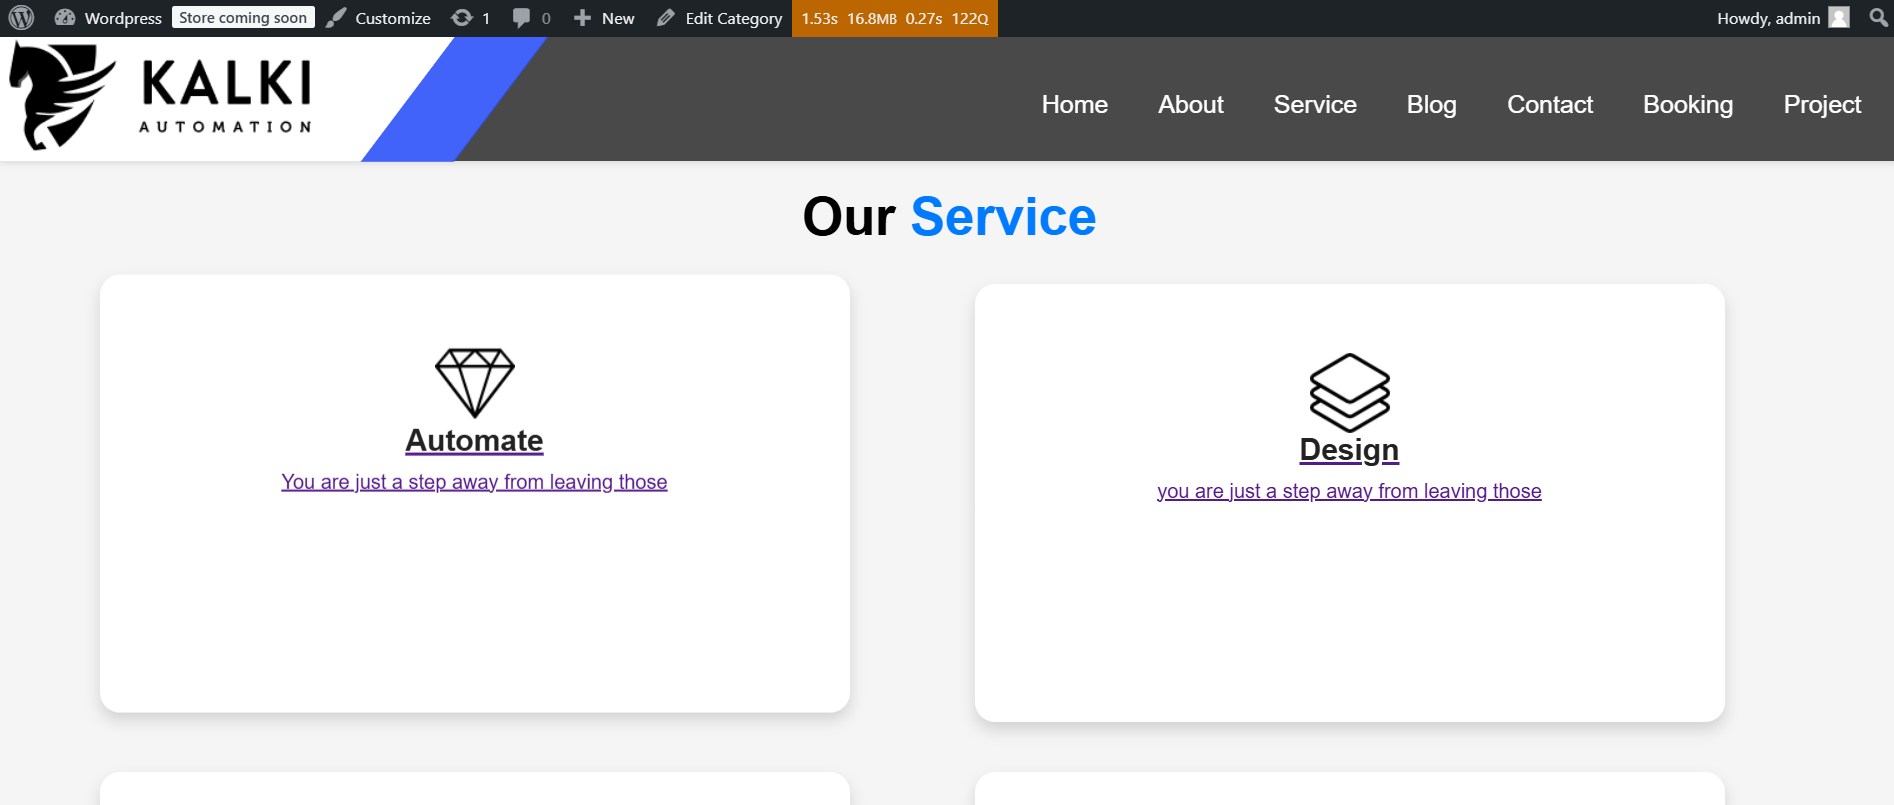 Wordpress Store coming soon Customize 1 0 New Edit Category 1.53s 16.8MB 0.27s 122Q Howdy, admin
KALKI
AUTOMATION
Home About Service Blog Contact Booking Project
Our Service
Automate
You are just a step away from leaving those
Design
you are just a step away from leaving those